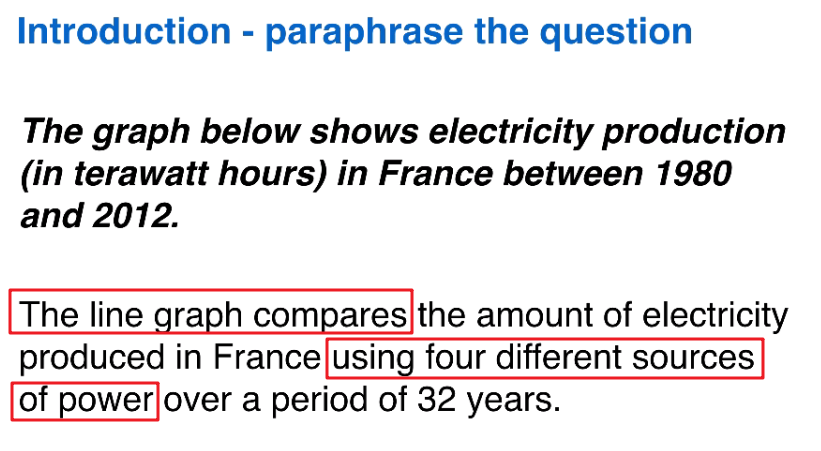 Introduction - paraphrase the question
The graph below shows electricity production
(in terawatt hours) in France between 1980
and 2012.
The line graph compares the amount of electricity
produced in France using four different sources
of power over a period of 32 years.